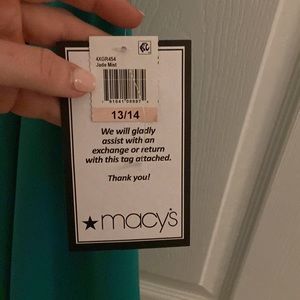 4XGR454
Jade Mist
13/14
We will gladly
assist with an
exchange or return
with this tag attached.
Thank you!
★macy's